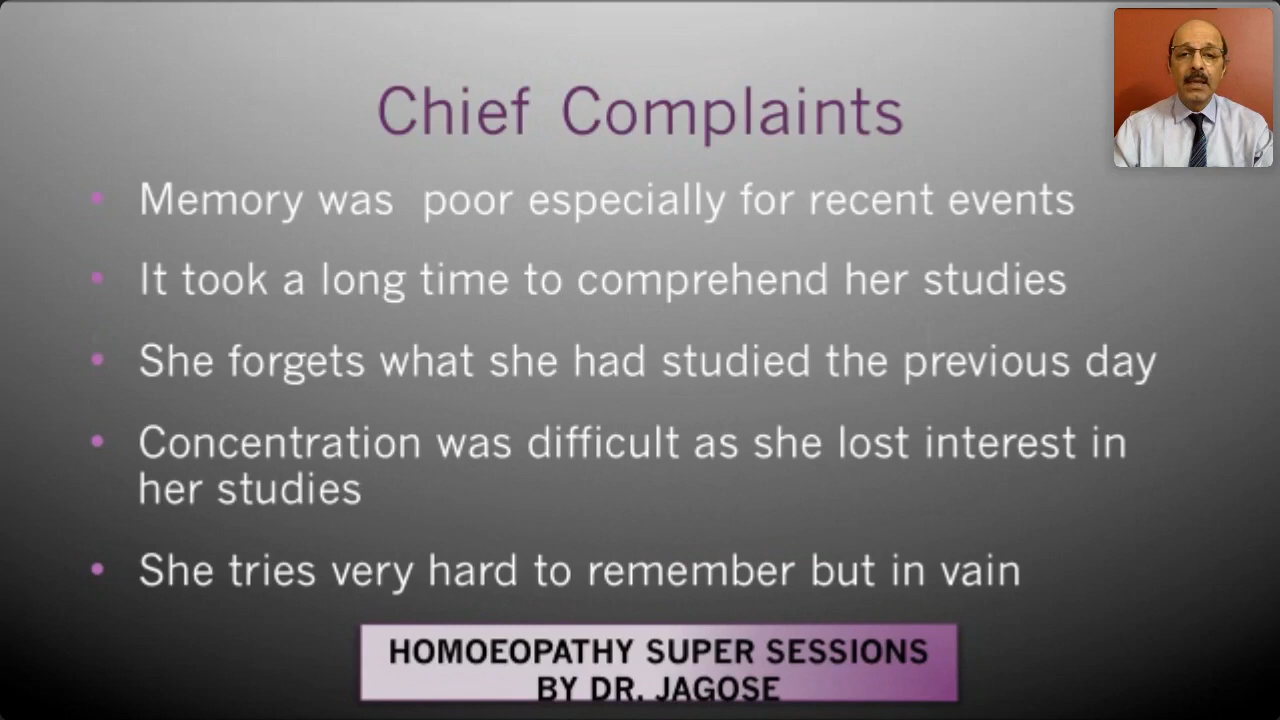 Chief Complaints
• Memory was poor especially for recent events
• It took a long time to comprehend her studies
• She forgets what she had studied the previous day
• Concentration was difficult as she lost interest in
her studies
• She tries very hard to remember but in vain
HOMOEOPATHY SUPER SESSIONS
BY DR. JAGOSE